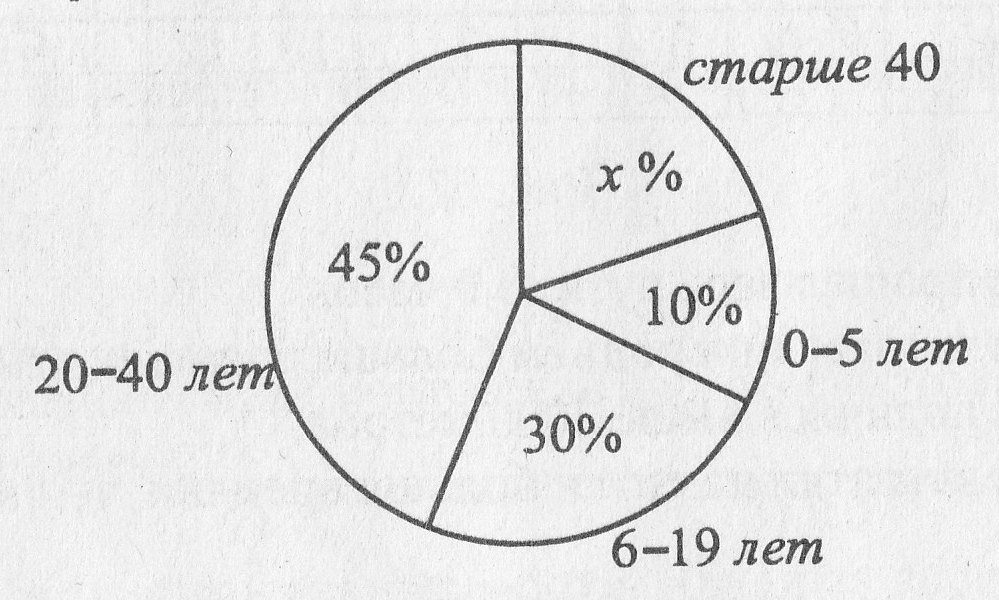 старше 40
x %
45%
10%
0–5 лет
20–40 лет
30%
6–19 лет